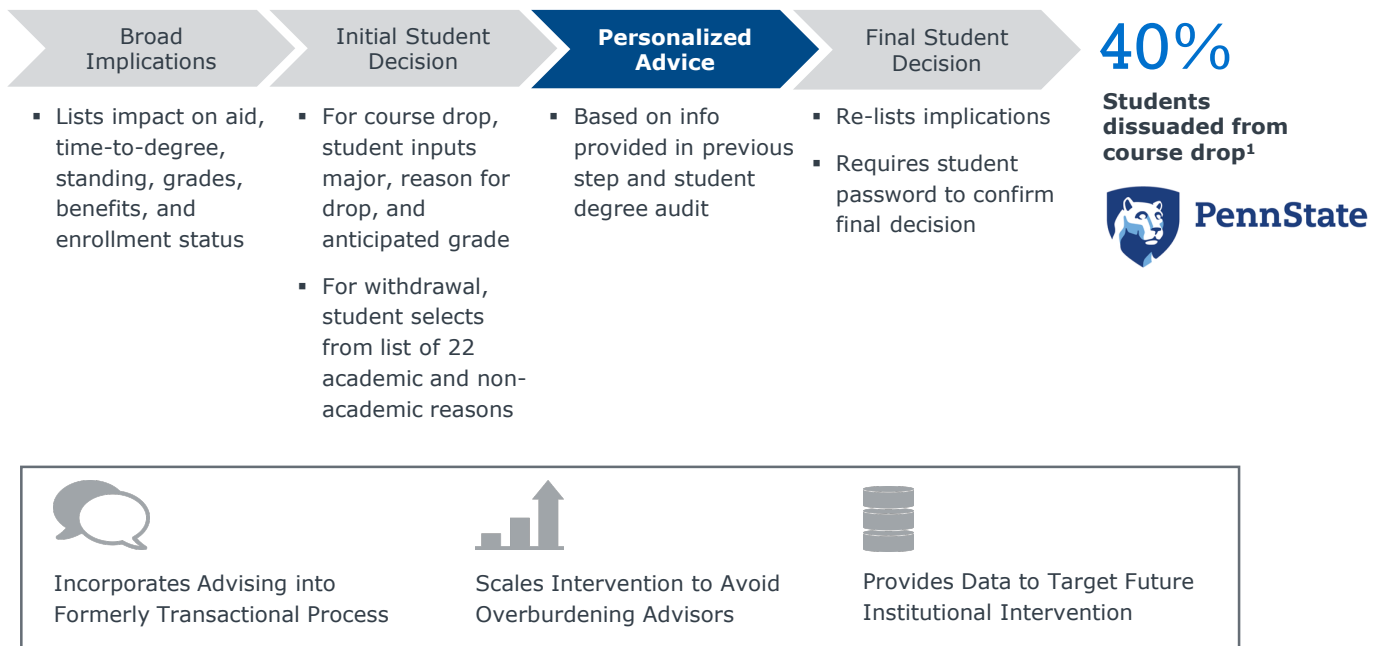 Broad
Implications
Initial Student
Decision
Personalized
Advice
Final Student
Decision
40%
Students
dissuaded from
course drop¹
PennState
▪ Lists impact on aid,
time-to-degree,
standing, grades,
benefits, and
enrollment status
▪ For course drop,
student inputs
major, reason for
drop, and
anticipated grade
▪ For withdrawal,
student selects
from list of 22
academic and non-
academic reasons
▪ Based on info
provided in previous
step and student
degree audit
▪ Re-lists implications
▪ Requires student
password to confirm
final decision
Incorporates Advising into
Formerly Transactional Process
Scales Intervention to Avoid
Overburdening Advisors
Provides Data to Target Future
Institutional Intervention